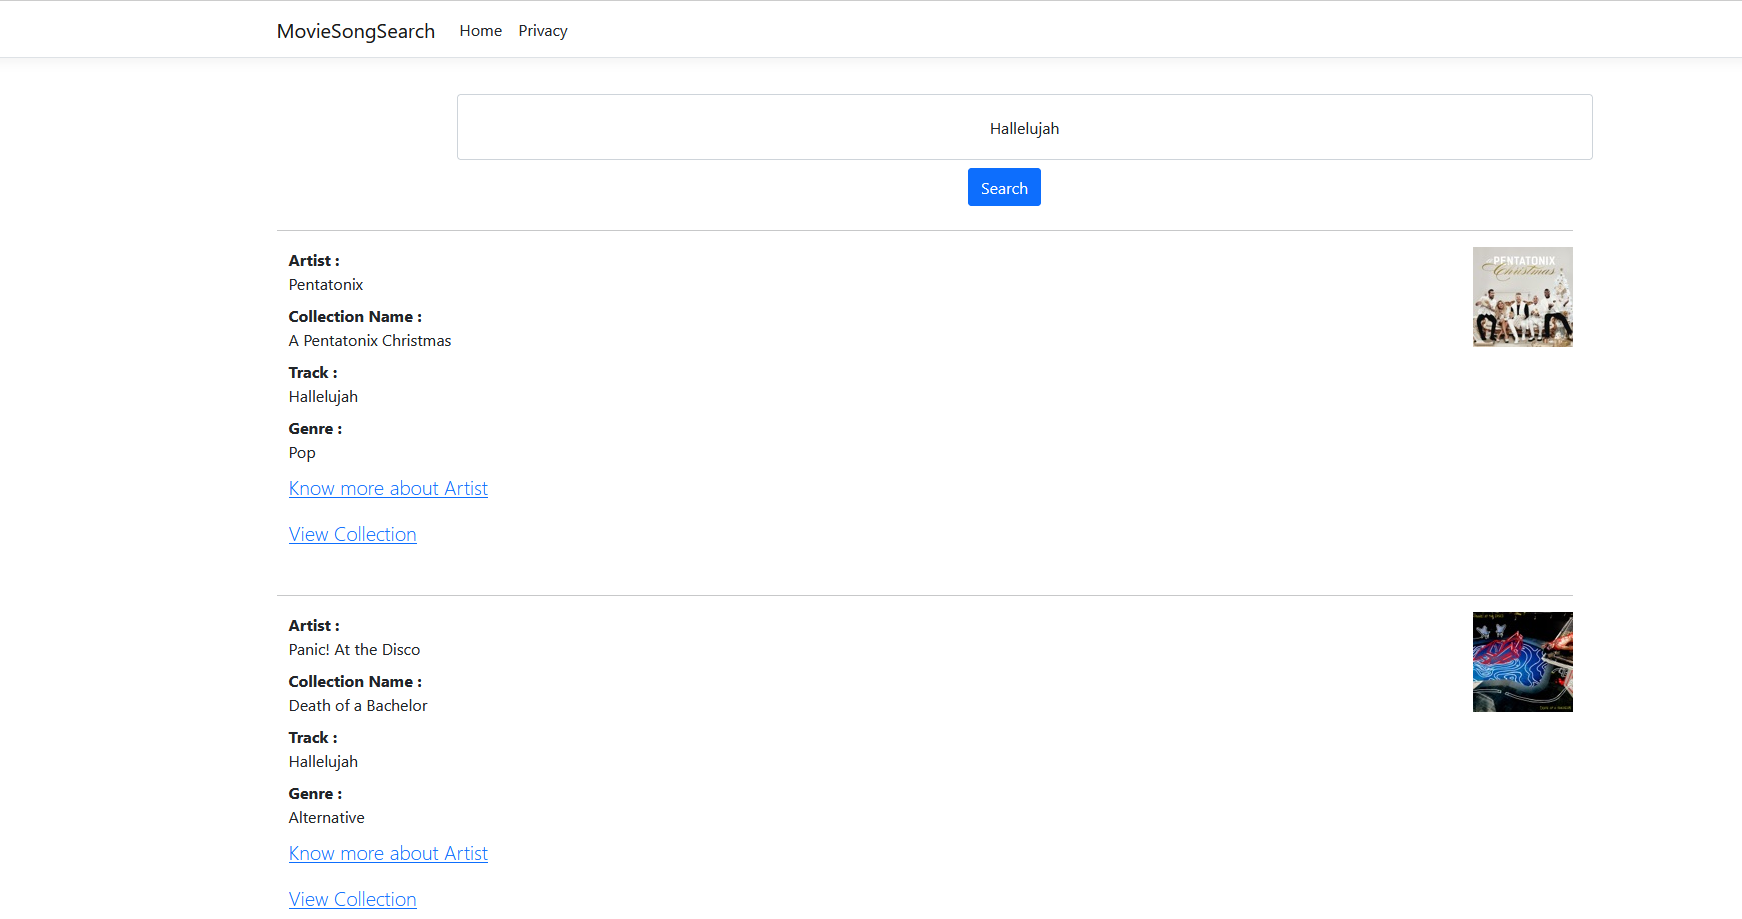 MovieSongSearch Home Privacy
Hallelujah
Search
Artist :
Pentatonix
Collection Name :
A Pentatonix Christmas
Track :
Hallelujah
Genre :
Pop
Know more about Artist
View Collection
PENTATONIX
Christmas
Artist :
Panic! At the Disco
Collection Name :
Death of a Bachelor
Track :
Hallelujah
Genre :
Alternative
Know more about Artist
View Collection